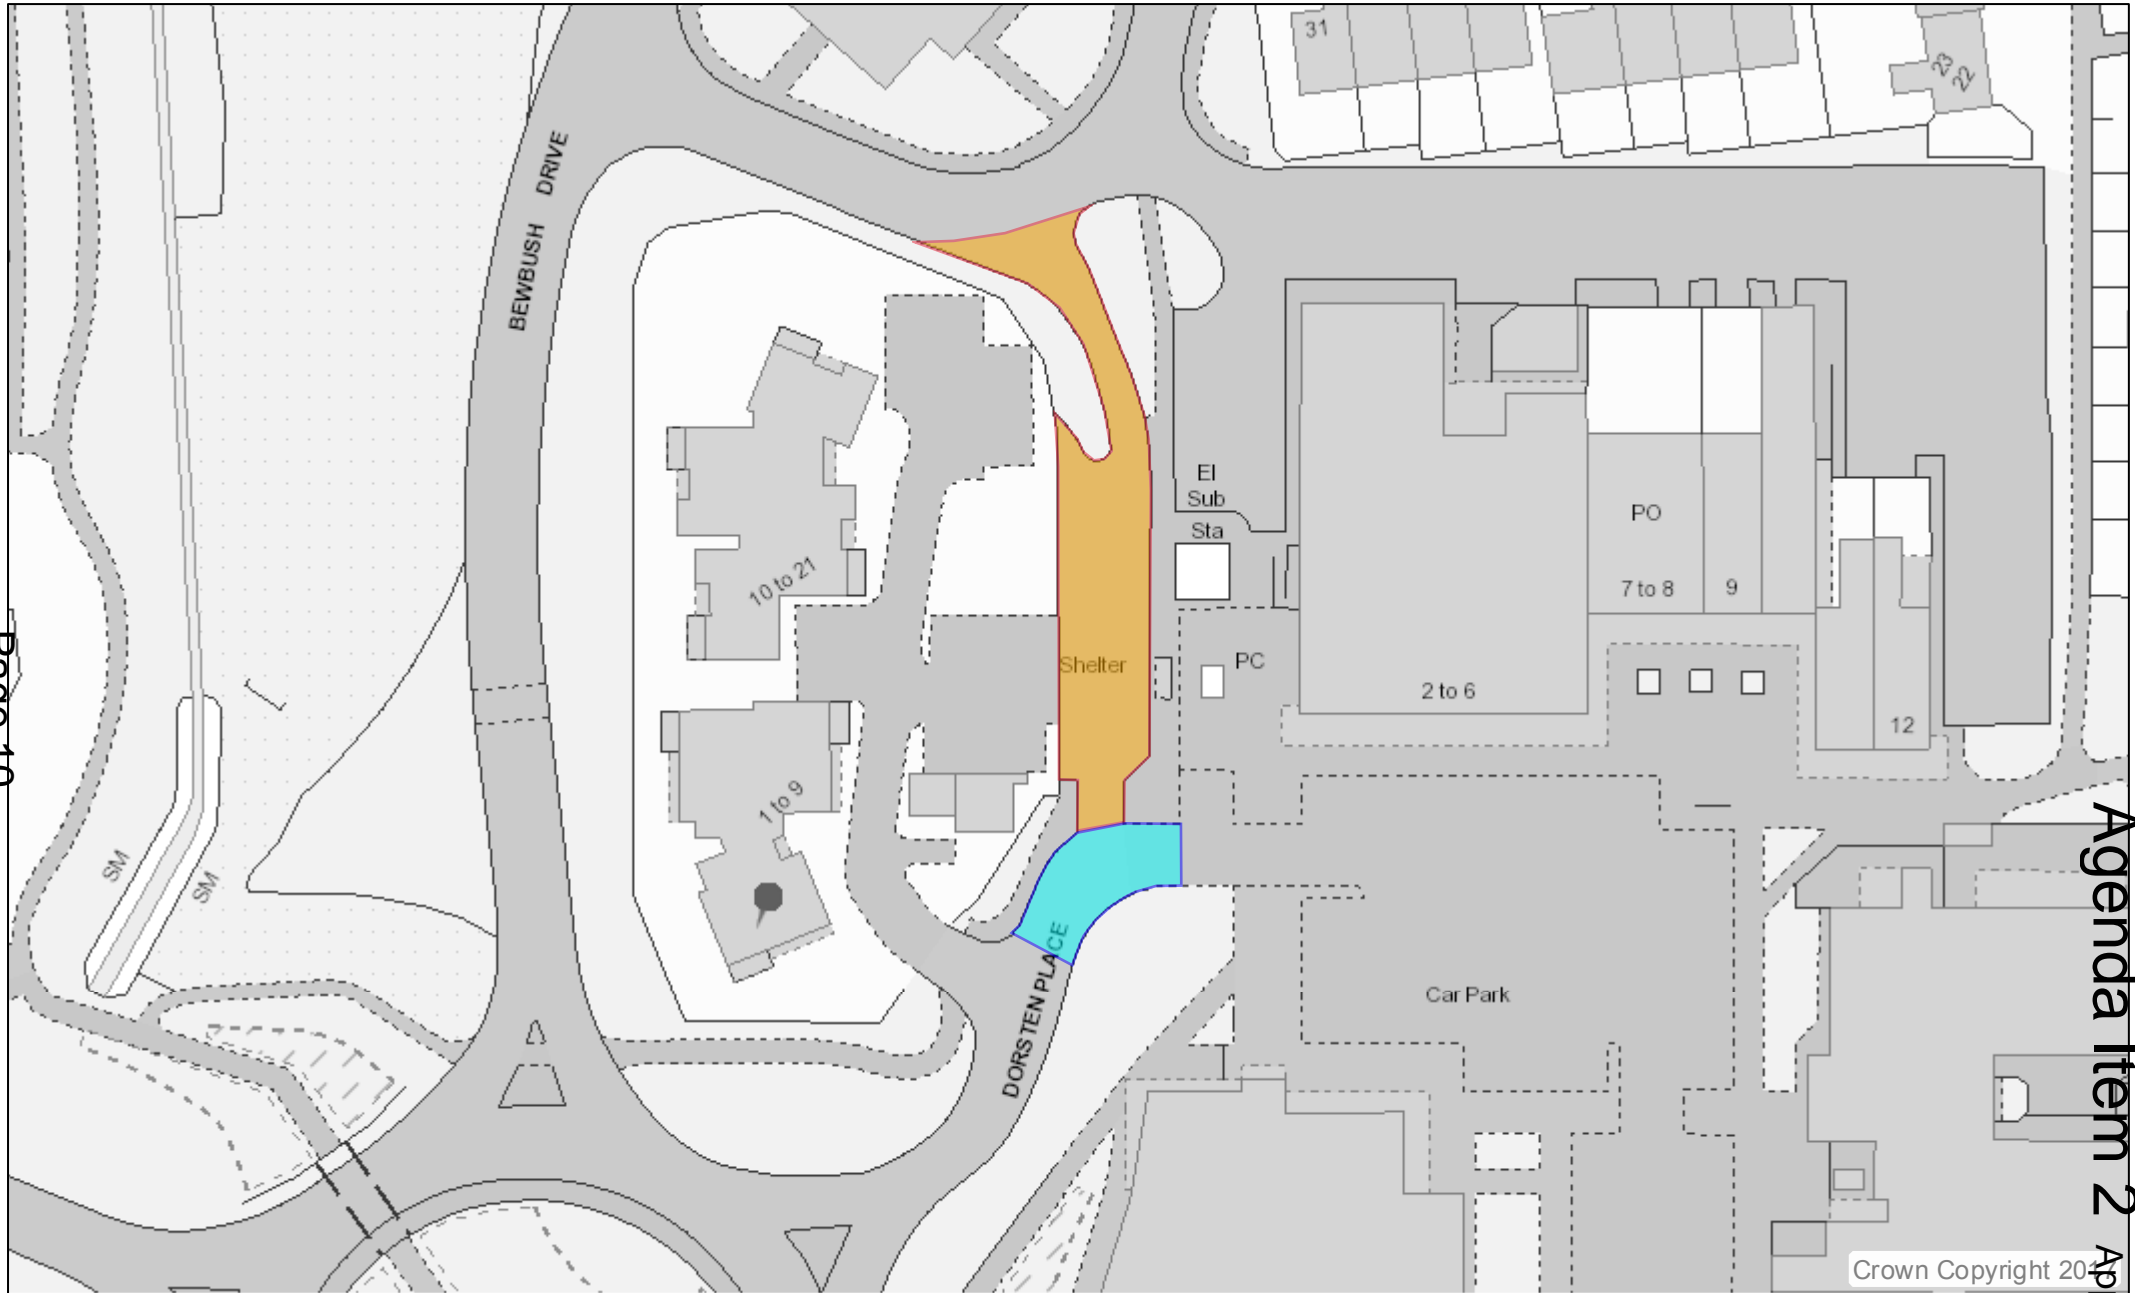 31
23
22
BEWBUSH DRIVE
El
Sub
Sta
PO
7 to 8
9
10 to 21
Shelter
PC
2 to 6
12
1 to 9
SM
SM
DORSTEN PLACE
Car Park
Agenda Item 2
Crown Copyright